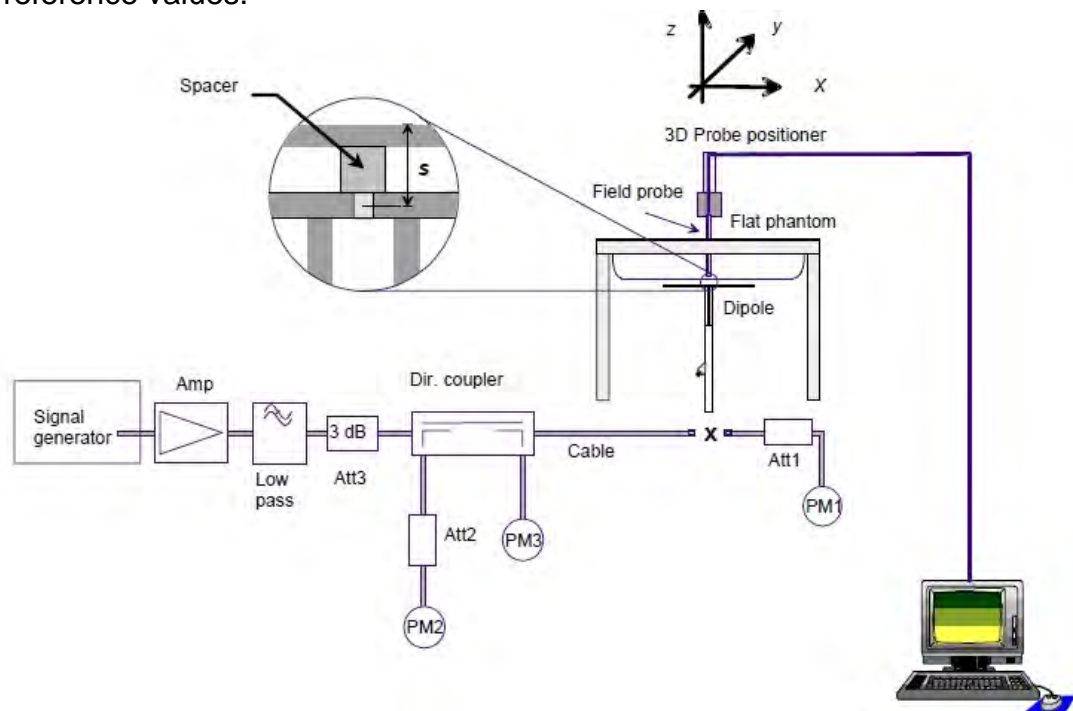 reference values.
z
y
X
Spacer
s
3D Probe positioner
Field probe
Flat phantom
Dipole
Signal
generator
Amp
Low
pass
3 dB
Att3
Dir. coupler
Cable
x
Att1
PM1
Att2
PM3
PM2